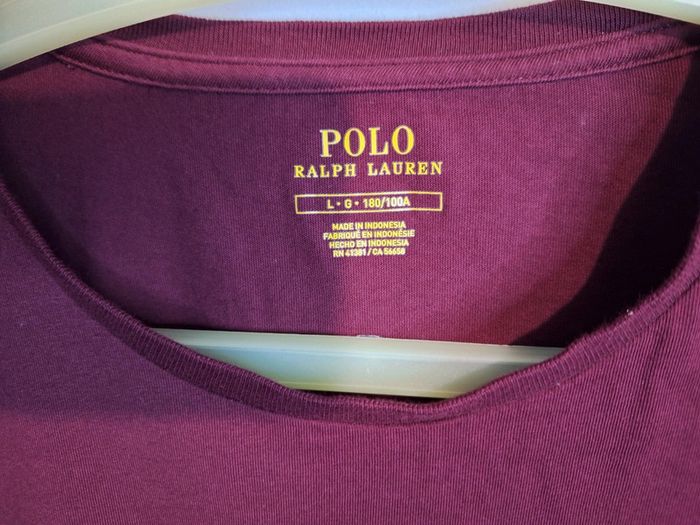 POLO
RALPH LAUREN
L • G • 180/100A
MADE IN INDONESIA
FABRIQUÉ EN INDONÉSIE
HECHO EN INDONESIA
RN 41381 / CA 56658